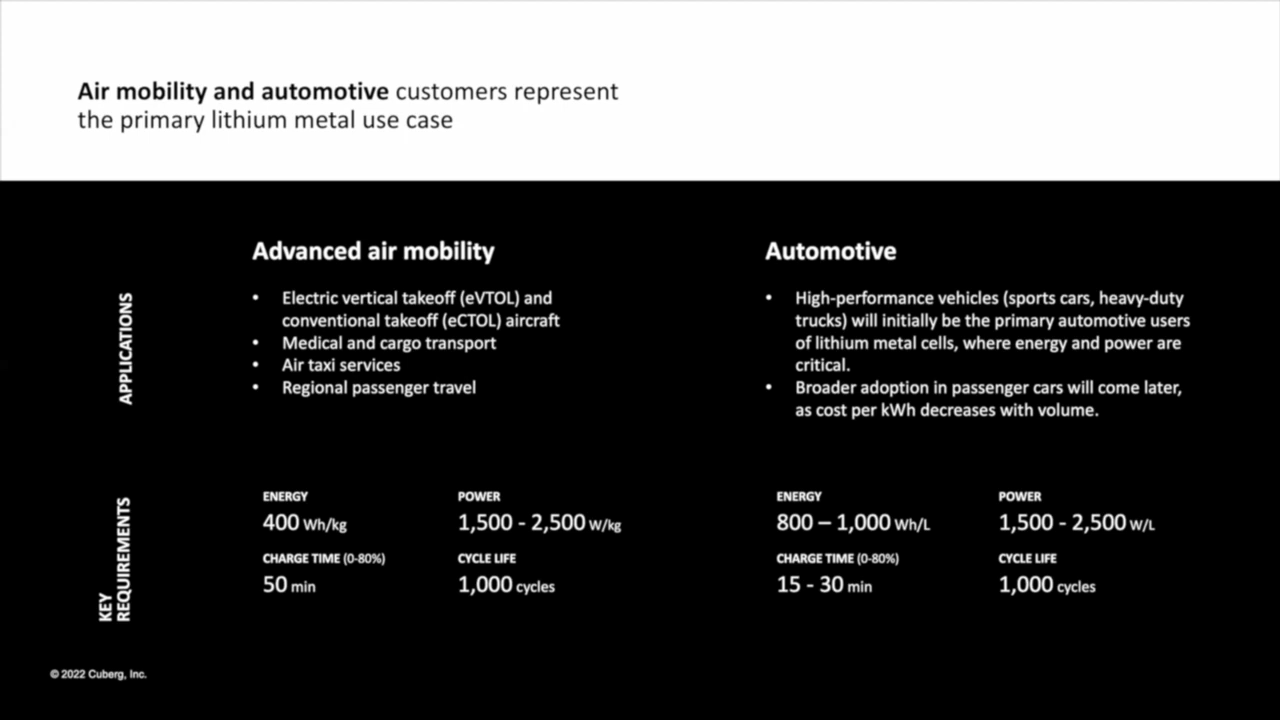 Air mobility and automotive customers represent
the primary lithium metal use case
APPLICATIONS
Advanced air mobility
• Electric vertical takeoff (eVTOL) and
conventional takeoff (eCTOL) aircraft
• Medical and cargo transport
• Air taxi services
• Regional passenger travel
Automotive
• High-performance vehicles (sports cars, heavy-duty
trucks) will initially be the primary automotive users
of lithium metal cells, where energy and power are
critical.
• Broader adoption in passenger cars will come later,
as cost per kWh decreases with volume.
KEY
REQUIREMENTS
ENERGY
400 Wh/kg
POWER
1,500 - 2,500 W/kg
CHARGE TIME (0-80%)
50 min
CYCLE LIFE
1,000 cycles
ENERGY
800 – 1,000 Wh/L
POWER
1,500 - 2,500 W/L
CHARGE TIME (0-80%)
15 - 30 min
CYCLE LIFE
1,000 cycles
© 2022 Cuberg, Inc.